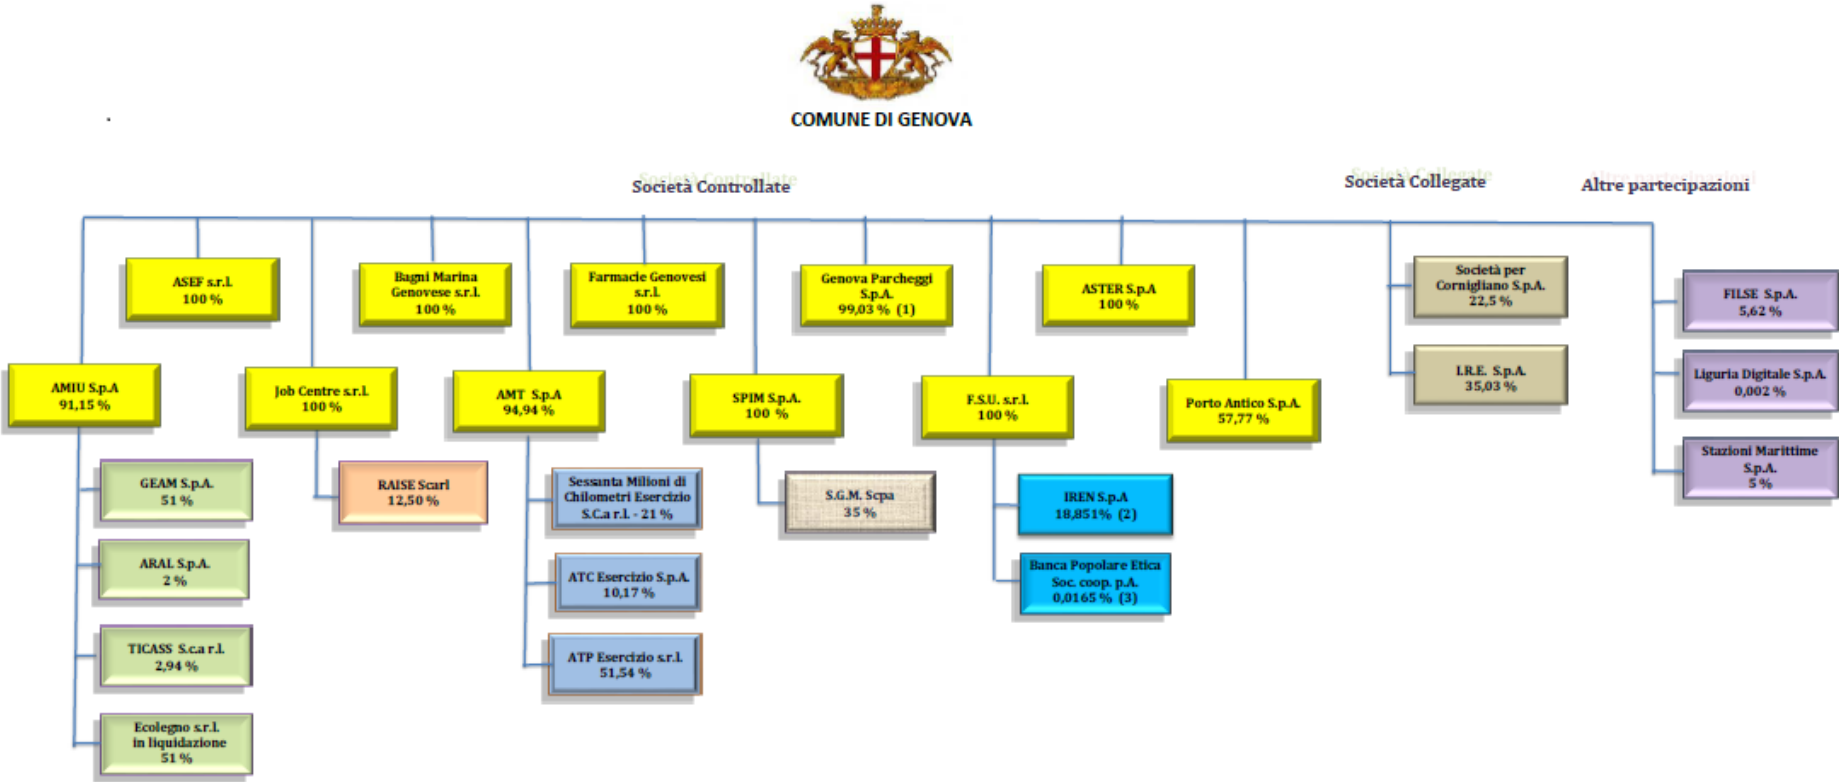 COMUNE DI GENOVA
Società Controllate
Società Collegate
Altre partecipazioni
ASEF s.r.l.
100 %
Bagni Marina
Genovese s.r.l.
100 %
Farmacie Genovesi
s.r.l.
100 %
Genova Parcheggi
S.p.A.
99,03 % (1)
ASTER S.p.A
100 %
Società per
Cornigliano S.p.A.
22,5 %
FILSE S.p.A.
5,62 %
AMIU S.p.A
91,15 %
Job Centre s.r.l.
100 %
AMT S.p.A
94,94 %
SPIM S.p.A.
100 %
F.S.U. s.r.l.
100 %
Porto Antico S.p.A.
57,77 %
I.R.E. S.p.A.
35,03 %
Liguria Digitale S.p.A.
0,002 %
Stazioni Marittime
S.p.A.
5 %
GEAM S.p.A.
51 %
RAISE Scarl
12,50 %
Sessanta Milioni di
Chilometri Esercizio
S.C.a r.l. - 21 %
S.G.M. Scpa
35 %
IREN S.p.A
18,851% (2)
ARAL S.p.A.
2 %
ATC Esercizio S.p.A.
10,17 %
Banca Popolare Etica
Soc. coop. p.A.
0,0165 % (3)
TICASS S.c.a r.l.
2,94 %
ATP Esercizio s.r.l.
51,54 %
Ecolegno s.r.l.
in liquidazione
51 %